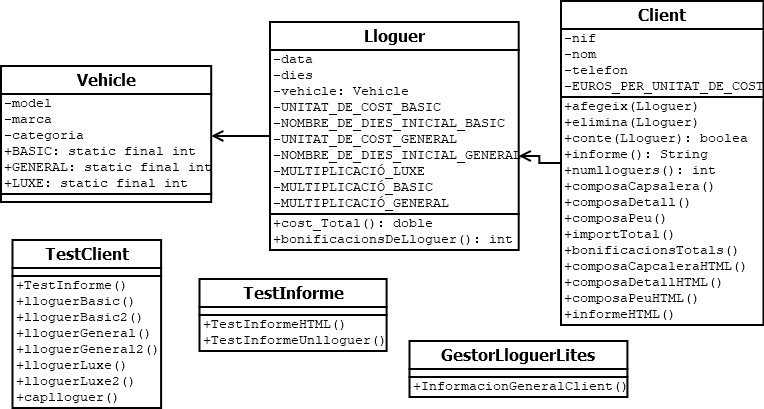 Vehicle
-model
-marca
-categoria
+BASIC: static final int
+GENERAL: static final int
+LUXE: static final int
Lloguer
-data
-dies
-vehicle: Vehicle
-UNITAT_DE_COST_BASIC
-NOMBRE_DE_DIES_INICIAL_BASIC
-UNITAT_DE_COST_GENERAL
-NOMBRE_DE_DIES_INICIAL_GENERAL
-MULTIPLICACIÓ_LUXE
-MULTIPLICACIÓ_BASIC
-MULTIPLICACIÓ_GENERAL
+cost_Total(): doble
+bonificacionsDeLloguer(): int
Client
-nif
-nom
-telefon
-EUROS_PER_UNITAT_DE_COST
+afegeix(Lloguer)
+elimina(Lloguer)
+conte(Lloguer): boolea
+informe(): String
+numlloguers(): int
+composaCapsalera()
+composaDetall()
+composaPeu()
+importTotal()
+bonificacionsTotals()
+composaCapcaleraHTML()
+composaDetallHTML()
+composaPeuHTML()
+informeHTML()
TestClient
+TestInforme()
+lloguerBasic()
+lloguerBasic2()
+lloguerGeneral()
+lloguerGeneral2()
+lloguerLuxe()
+lloguerLuxe2()
+caplloguer()
TestInforme
+TestInformeHTML()
+TestInformeUnlloguer()
GestorLloguerLites
+InformacionGeneralClient()